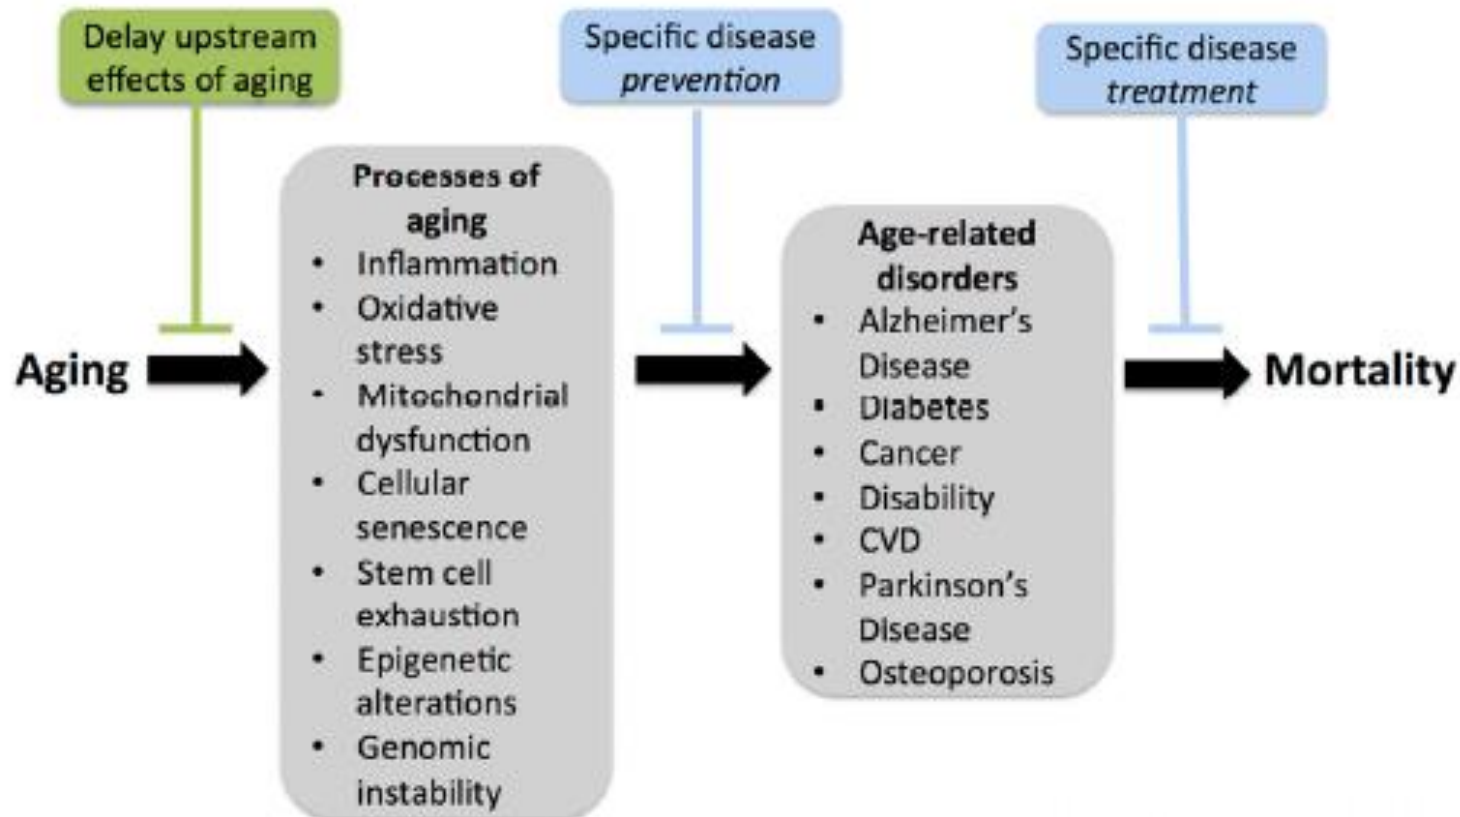 Delay upstream
effects of aging
Specific disease
prevention
Specific disease
treatment
Aging
Processes of
aging
• Inflammation
• Oxidative
stress
• Mitochondrial
dysfunction
• Cellular
senescence
• Stem cell
exhaustion
• Epigenetic
alterations
• Genomic
instability
Age-related
disorders
• Alzheimer's
Disease
• Diabetes
• Cancer
• Disability
• CVD
• Parkinson's
Disease
• Osteoporosis
Mortality